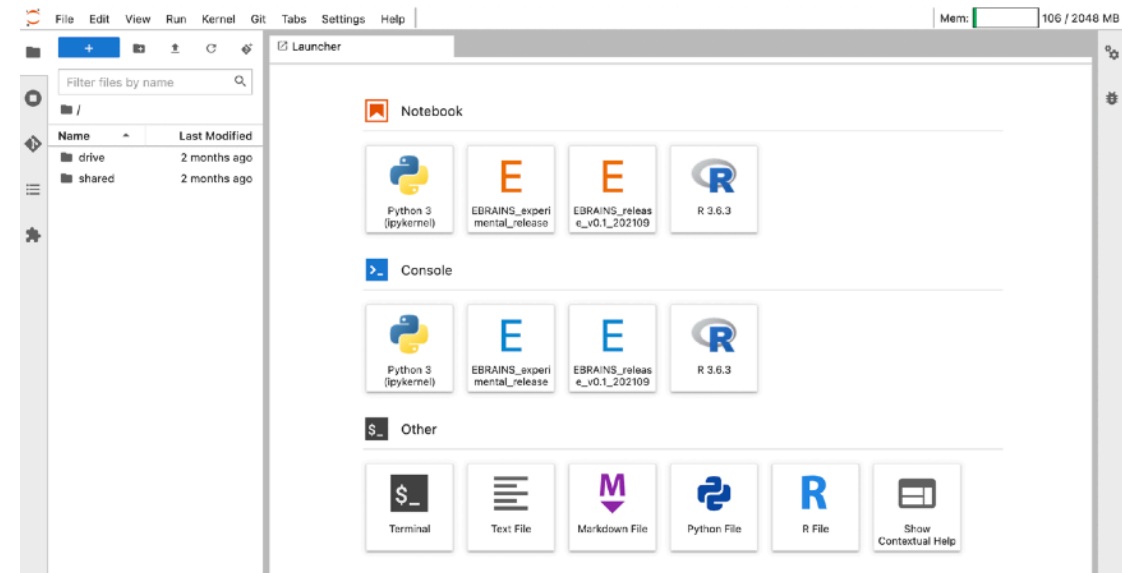 File Edit View Run Kernel Git Tabs Settings Help Mem: 106 / 2048 MB
+
Launcher
Filter files by name
/
Name Last Modified
drive 2 months ago
shared 2 months ago
Notebook
Python 3
(ipykernel)
E
EBRAINS_experi
mental_release
E
EBRAINS_releas
e_v0.1_202109
R
R 3.6.3
Console
Python 3
(ipykernel)
E
EBRAINS_experi
mental_release
E
EBRAINS_releas
e_v0.1_202109
R
R 3.6.3
$_ Other
$_
Terminal
Text File
M
Markdown File
Python File
R
R File
Show
Contextual Help